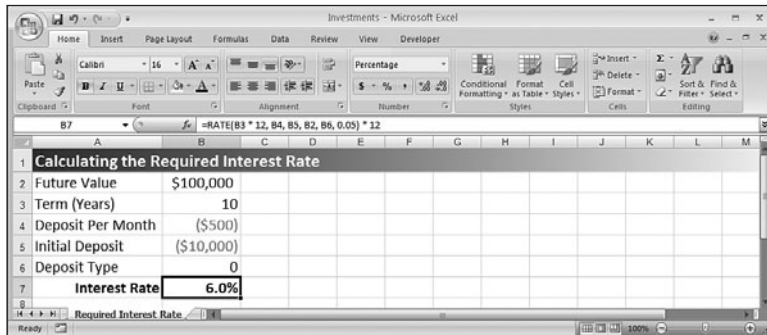 Investments - Microsoft Excel
Home Insert Page Layout Formulas Data Review View Developer
Calibri 16 A A Percentage
Paste B I U A $ % , .0 .00 Conditional Formatting Format as Table Cell Styles Insert Delete Format Σ Sort & Filter Find & Select
Clipboard Font Alignment Number Styles Cells Editing
B7 fx =RATE(B3 * 12, B4, B5, B2, B6, 0.05) * 12
A B C D E F G H I J K L M
1 Calculating the Required Interest Rate
2 Future Value $100,000
3 Term (Years) 10
4 Deposit Per Month ($500)
5 Initial Deposit ($10,000)
6 Deposit Type 0
7 Interest Rate 6.0%
8
Required Interest Rate
Ready 100%